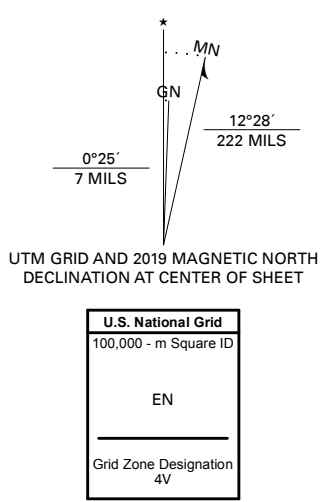 ★
MN
GN
12°28´
222 MILS
0°25´
7 MILS
UTM GRID AND 2019 MAGNETIC NORTH
DECLINATION AT CENTER OF SHEET
U.S. National Grid
100,000 - m Square ID
EN
Grid Zone Designation
4V